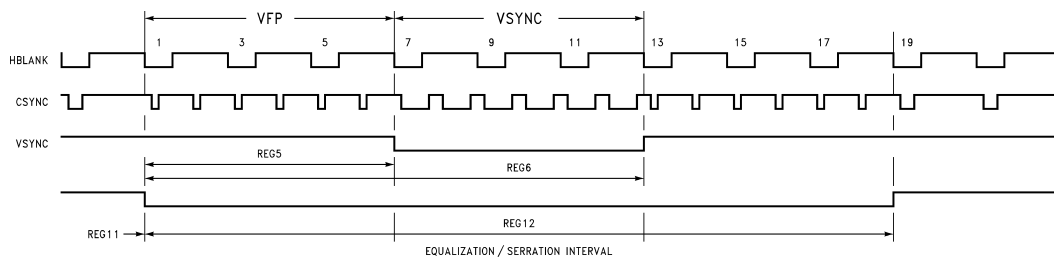 VFP VSYNC
1 3 5 7 9 11 13 15 17 19
HBLANK
CSYNC
VSYNC
REG5
REG6
REG12
REG11
EQUALIZATION / SERRATION INTERVAL